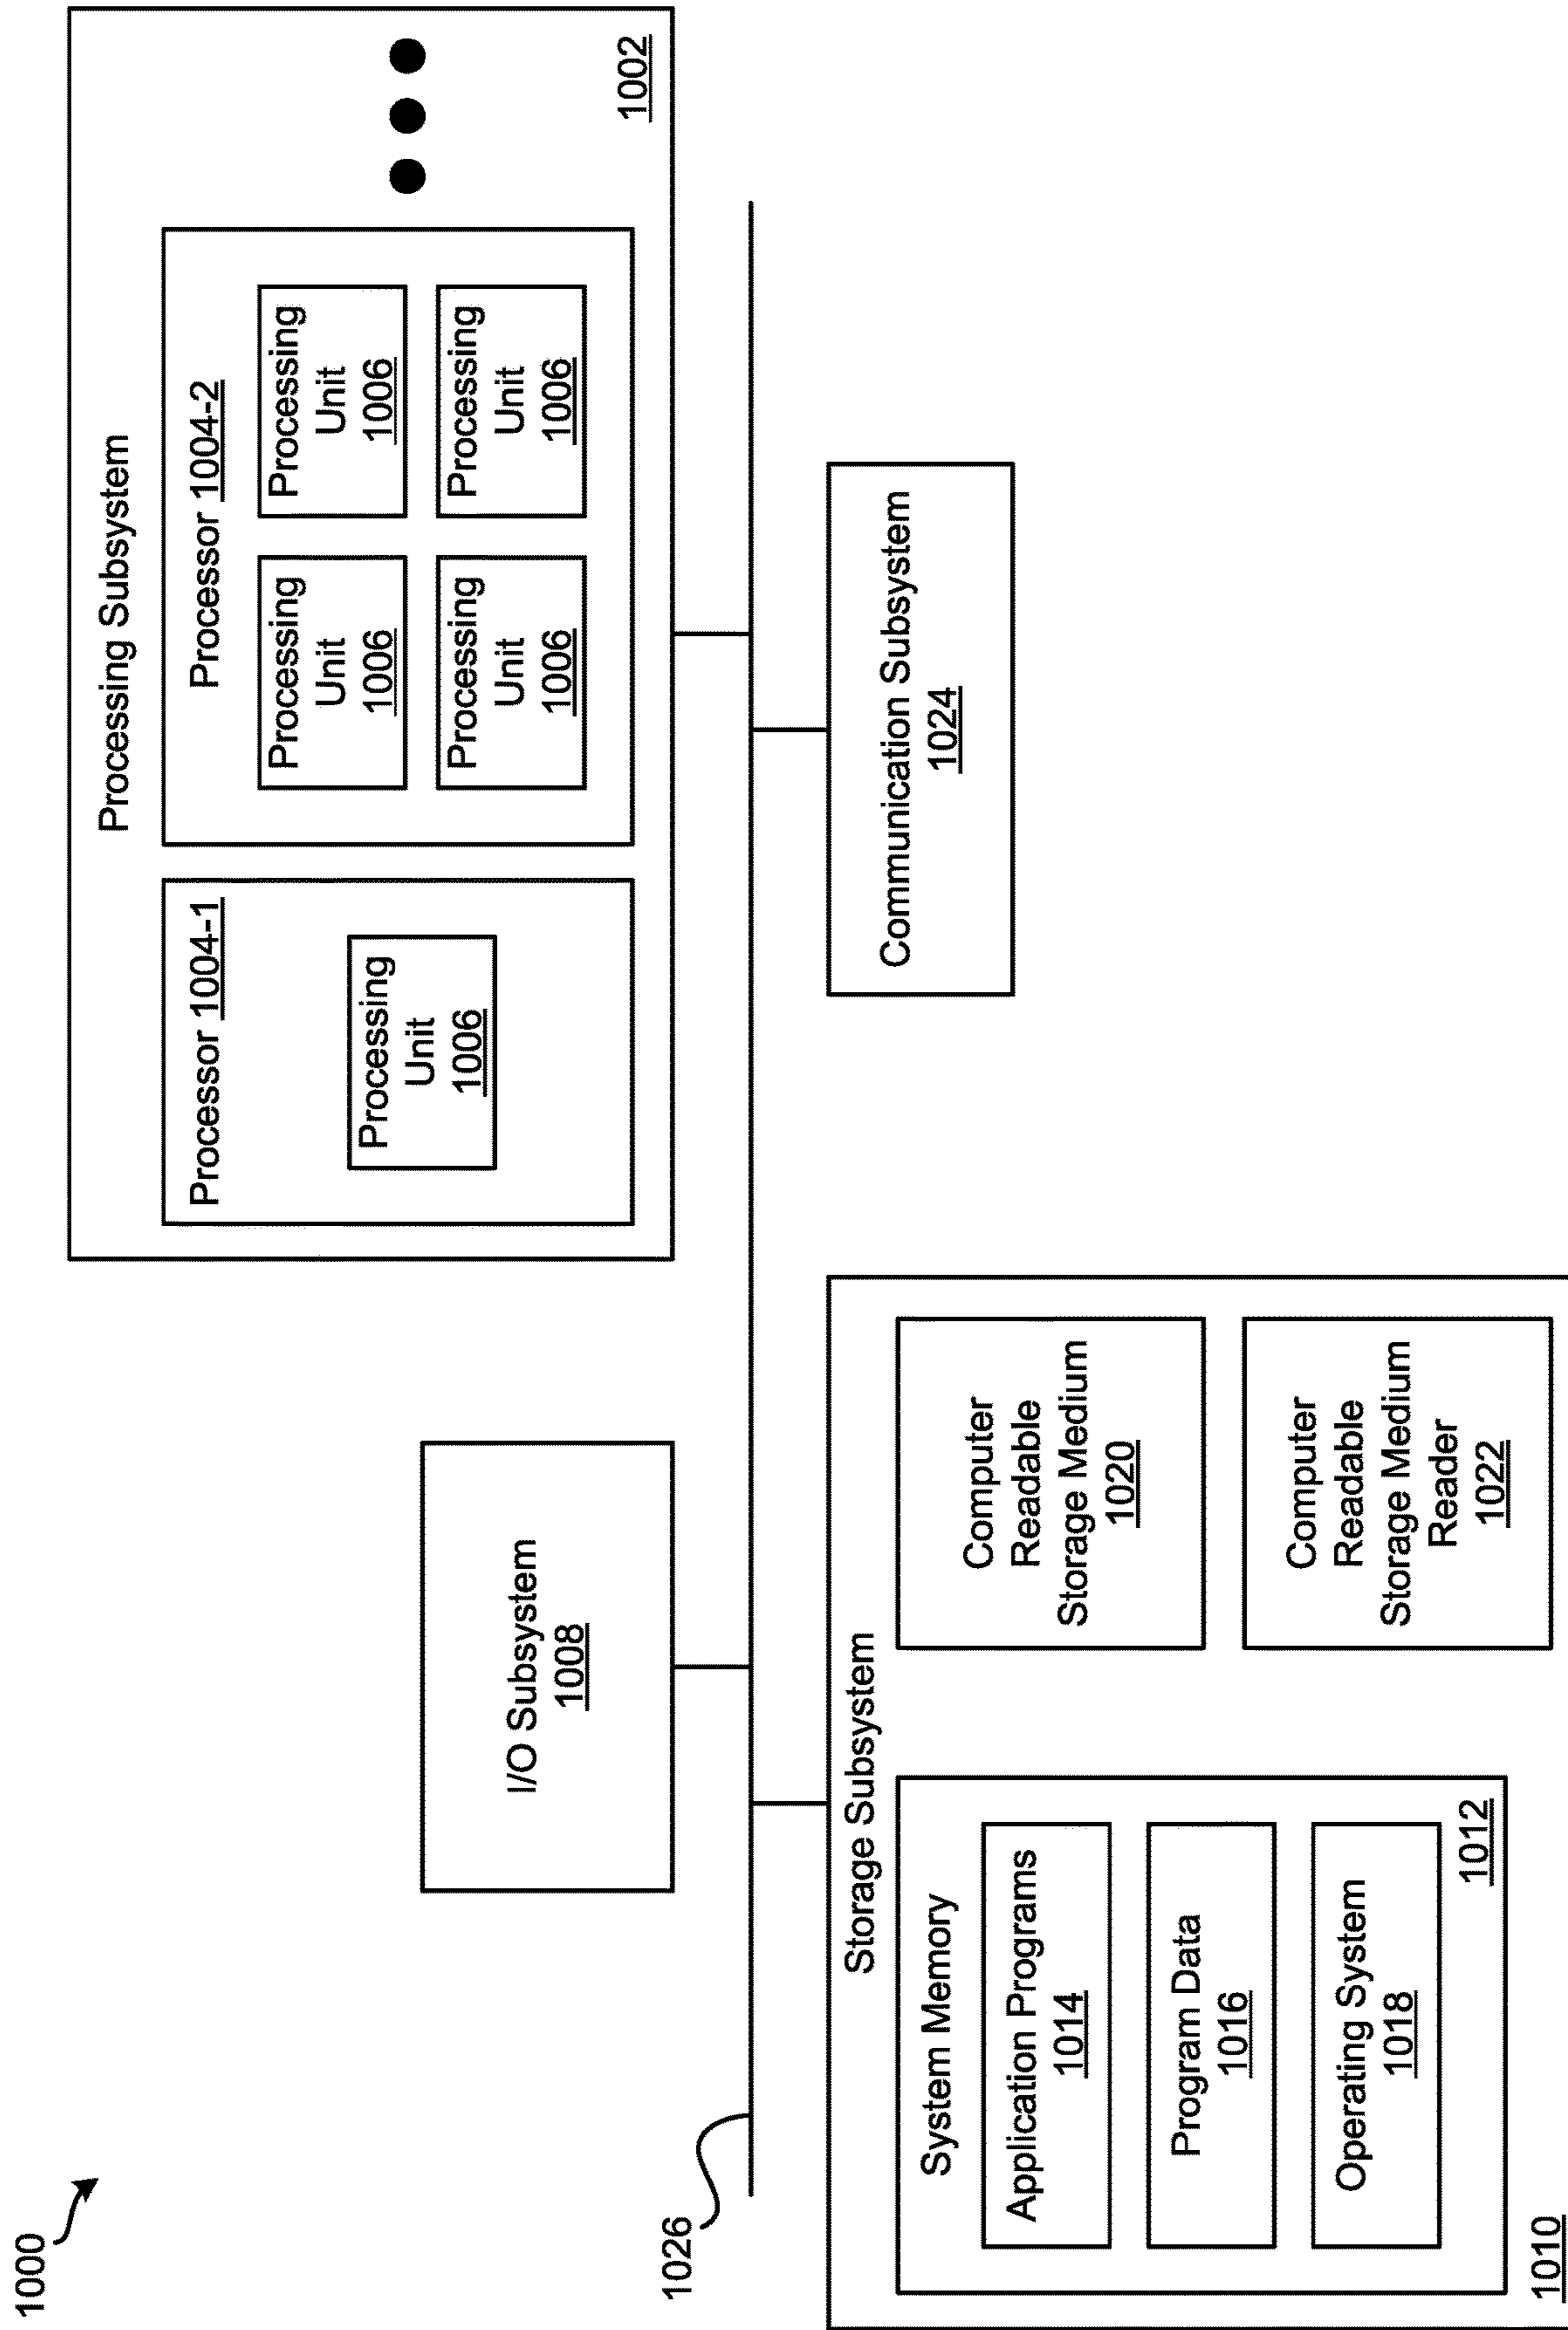 1000
I/O Subsystem
1008
Processing Subsystem
Processor 1004-1
Processing
Unit
1006
Processor 1004-2
Processing
Unit
1006
Processing
Unit
1006
Processing
Unit
1006
Processing
Unit
1006
1002
1026
Storage Subsystem
System Memory
Application Programs
1014
Program Data
1016
Operating System
1018
1012
Computer
Readable
Storage Medium
1020
Computer
Readable
Storage Medium
Reader
1022
1010
Communication Subsystem
1024